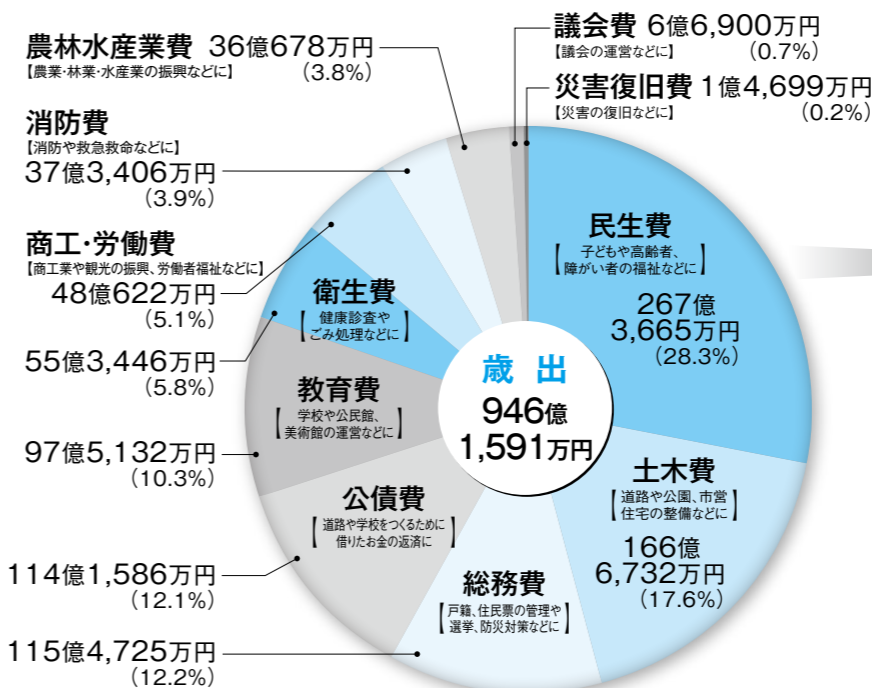 議会費 6億6,900万円
【議会の運営などに】 (0.7%)
災害復旧費 1億4,699万円
【災害の復旧などに】 (0.2%)
農林水産業費 36億678万円
【農業・林業・水産業の振興などに】 (3.8%)
消防費
【消防や救急救命などに】
37億3,406万円
(3.9%)
商工・労働費
【商工業や観光の振興、労働者福祉などに】
48億622万円
(5.1%)
衛生費
【健康診査や
ごみ処理などに】
55億3,446万円
(5.8%)
教育費
【学校や公民館、
美術館の運営などに】
97億5,132万円
(10.3%)
公債費
【道路や学校をつくるために
借りたお金の返済に】
114億1,586万円
(12.1%)
総務費
【戸籍、住民票の管理や
選挙、防災対策などに】
115億4,725万円
(12.2%)
土木費
【道路や公園、市営
住宅の整備などに】
166億
6,732万円
(17.6%)
民生費
【子どもや高齢者、
障がい者の福祉などに】
267億
3,665万円
(28.3%)
歳出
946億
1,591万円